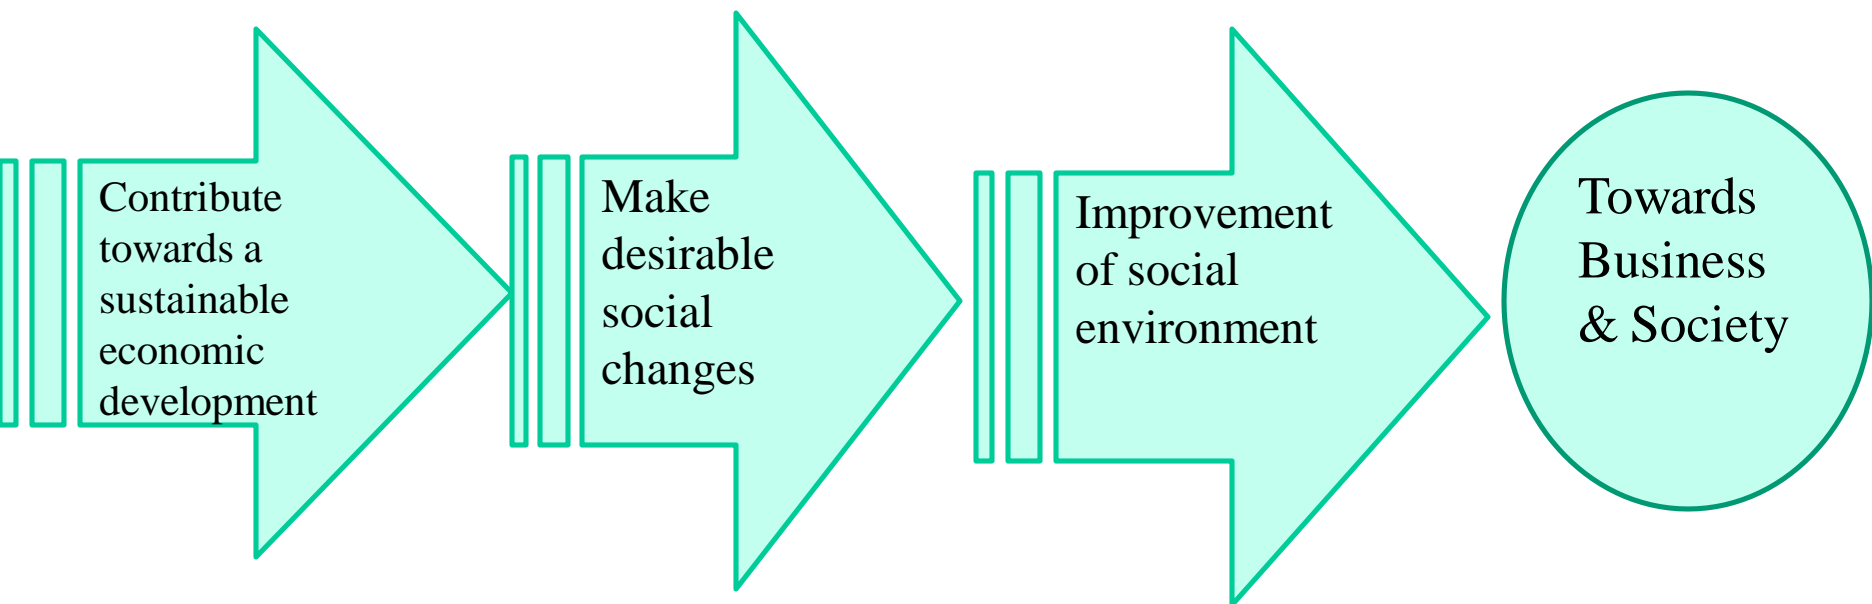 Contribute
towards a
sustainable
economic
development
Make
desirable
social
changes
Improvement
of social
environment
Towards
Business
& Society